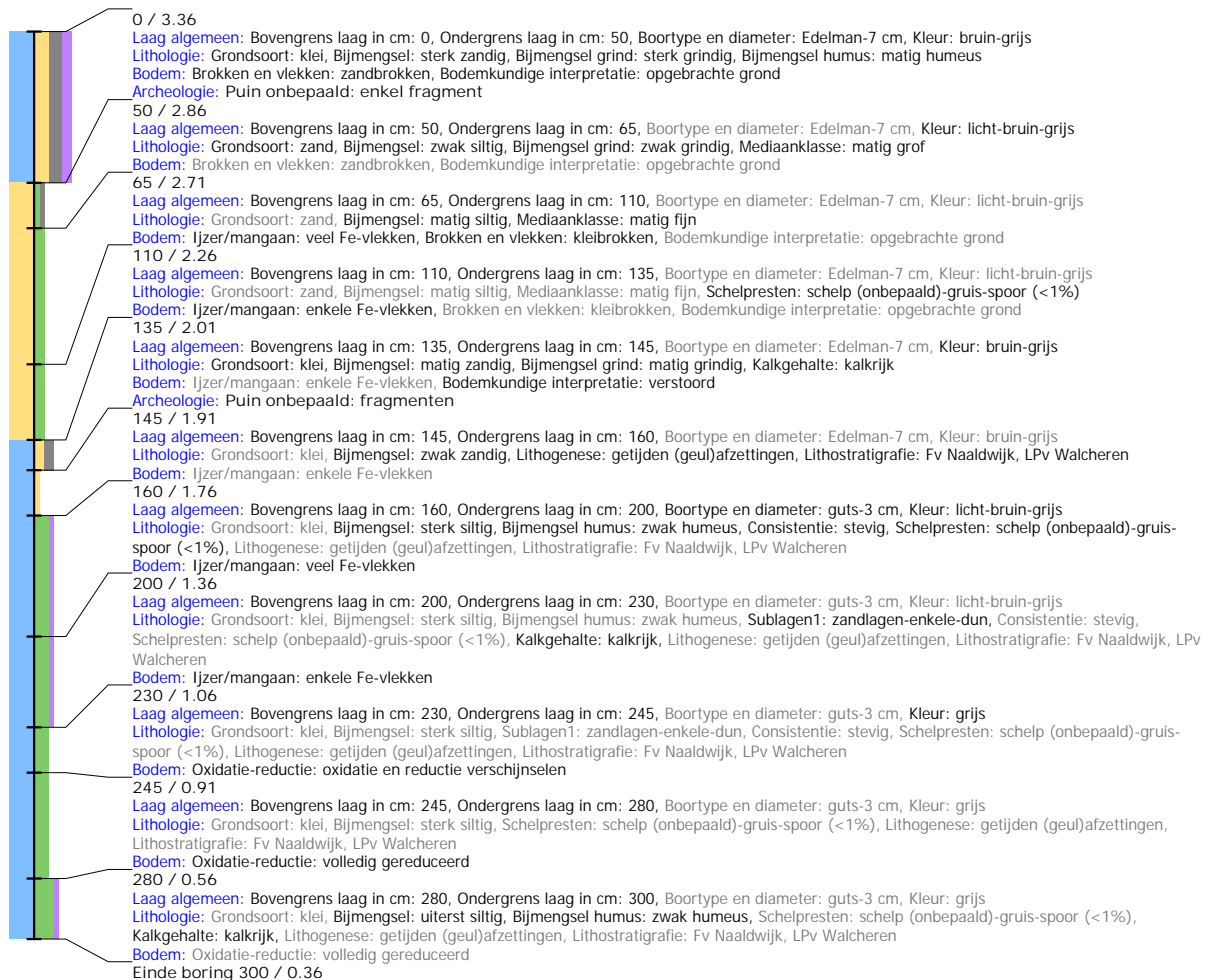 0 / 3.36
Laag algemeen: Bovengrens laag in cm: 0, Ondergrens laag in cm: 50, Boortype en diameter: Edelman-7 cm, Kleur: bruin-grijs
Lithologie: Grondsoort: klei, Bijmengsel: sterk zandig, Bijmengsel grind: sterk grindig, Bijmengsel humus: matig humeus
Bodem: Brokken en vlekken: zandbrokken, Bodemkundige interpretatie: opgebrachte grond
Archeologie: Puin onbepaald: enkel fragment
50 / 2.86
Laag algemeen: Bovengrens laag in cm: 50, Ondergrens laag in cm: 65, Boortype en diameter: Edelman-7 cm, Kleur: licht-bruin-grijs
Lithologie: Grondsoort: zand, Bijmengsel: zwak siltig, Bijmengsel grind: zwak grindig, Mediaanklasse: matig grof
Bodem: Brokken en vlekken: zandbrokken, Bodemkundige interpretatie: opgebrachte grond
65 / 2.71
Laag algemeen: Bovengrens laag in cm: 65, Ondergrens laag in cm: 110, Boortype en diameter: Edelman-7 cm, Kleur: licht-bruin-grijs
Lithologie: Grondsoort: zand, Bijmengsel: matig siltig, Mediaanklasse: matig fijn
Bodem: Ijzer/mangaan: veel Fe-vlekken, Brokken en vlekken: kleibrokken, Bodemkundige interpretatie: opgebrachte grond
110 / 2.26
Laag algemeen: Bovengrens laag in cm: 110, Ondergrens laag in cm: 135, Boortype en diameter: Edelman-7 cm, Kleur: licht-bruin-grijs
Lithologie: Grondsoort: zand, Bijmengsel: matig siltig, Mediaanklasse: matig fijn, Schelpresten: schelp (onbepaald)-gruis-spoor (<1%)
Bodem: Ijzer/mangaan: enkele Fe-vlekken, Brokken en vlekken: kleibrokken, Bodemkundige interpretatie: opgebrachte grond
135 / 2.01
Laag algemeen: Bovengrens laag in cm: 135, Ondergrens laag in cm: 145, Boortype en diameter: Edelman-7 cm, Kleur: bruin-grijs
Lithologie: Grondsoort: klei, Bijmengsel: matig zandig, Bijmengsel grind: matig grindig, Kalkgehalte: kalkrijk
Bodem: Ijzer/mangaan: enkele Fe-vlekken, Bodemkundige interpretatie: verstoord
Archeologie: Puin onbepaald: fragmenten
145 / 1.91
Laag algemeen: Bovengrens laag in cm: 145, Ondergrens laag in cm: 160, Boortype en diameter: Edelman-7 cm, Kleur: bruin-grijs
Lithologie: Grondsoort: klei, Bijmengsel: zwak zandig, Lithogenese: getijden (geul)afzettingen, Lithostratigrafie: Fv Naaldwijk, LPv Walcheren
Bodem: Ijzer/mangaan: enkele Fe-vlekken
160 / 1.76
Laag algemeen: Bovengrens laag in cm: 160, Ondergrens laag in cm: 200, Boortype en diameter: guts-3 cm, Kleur: licht-bruin-grijs
Lithologie: Grondsoort: klei, Bijmengsel: sterk siltig, Bijmengsel humus: zwak humeus, Consistentie: stevig, Schelpresten: schelp (onbepaald)-gruis-
spoor (<1%), Lithogenese: getijden (geul)afzettingen, Lithostratigrafie: Fv Naaldwijk, LPv Walcheren
Bodem: Ijzer/mangaan: veel Fe-vlekken
200 / 1.36
Laag algemeen: Bovengrens laag in cm: 200, Ondergrens laag in cm: 230, Boortype en diameter: guts-3 cm, Kleur: licht-bruin-grijs
Lithologie: Grondsoort: klei, Bijmengsel: sterk siltig, Bijmengsel humus: zwak humeus, Sublagen1: zandlagen-enkele-dun, Consistentie: stevig,
Schelpresten: schelp (onbepaald)-gruis-spoor (<1%), Kalkgehalte: kalkrijk, Lithogenese: getijden (geul)afzettingen, Lithostratigrafie: Fv Naaldwijk, LPv
Walcheren
Bodem: Ijzer/mangaan: enkele Fe-vlekken
230 / 1.06
Laag algemeen: Bovengrens laag in cm: 230, Ondergrens laag in cm: 245, Boortype en diameter: guts-3 cm, Kleur: grijs
Lithologie: Grondsoort: klei, Bijmengsel: sterk siltig, Sublagen1: zandlagen-enkele-dun, Consistentie: stevig, Schelpresten: schelp (onbepaald)-gruis-
spoor (<1%), Lithogenese: getijden (geul)afzettingen, Lithostratigrafie: Fv Naaldwijk, LPv Walcheren
Bodem: Oxidatie-reductie: oxidatie en reductie verschijnselen
245 / 0.91
Laag algemeen: Bovengrens laag in cm: 245, Ondergrens laag in cm: 280, Boortype en diameter: guts-3 cm, Kleur: grijs
Lithologie: Grondsoort: klei, Bijmengsel: sterk siltig, Schelpresten: schelp (onbepaald)-gruis-spoor (<1%), Lithogenese: getijden (geul)afzettingen,
Lithostratigrafie: Fv Naaldwijk, LPv Walcheren
Bodem: Oxidatie-reductie: volledig gereduceerd
280 / 0.56
Laag algemeen: Bovengrens laag in cm: 280, Ondergrens laag in cm: 300, Boortype en diameter: guts-3 cm, Kleur: grijs
Lithologie: Grondsoort: klei, Bijmengsel: uiterst siltig, Bijmengsel humus: zwak humeus, Schelpresten: schelp (onbepaald)-gruis-spoor (<1%),
Kalkgehalte: kalkrijk, Lithogenese: getijden (geul)afzettingen, Lithostratigrafie: Fv Naaldwijk, LPv Walcheren
Bodem: Oxidatie-reductie: volledig gereduceerd
Einde boring 300 / 0.36